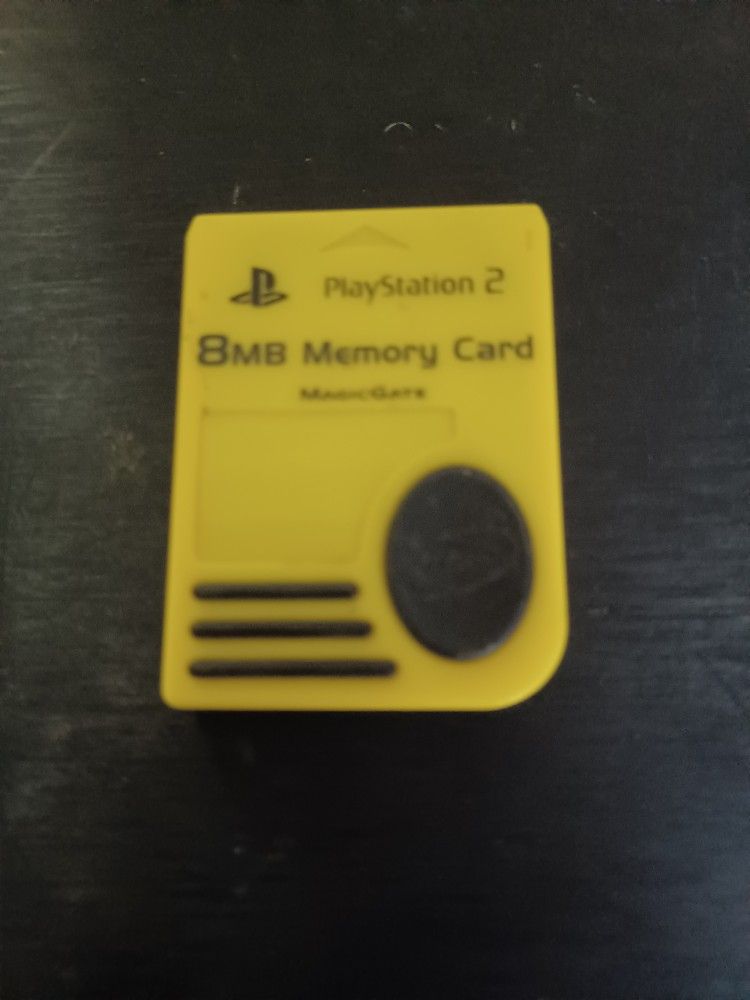 PlayStation 2
8MB Memory Card
MAGICGATE